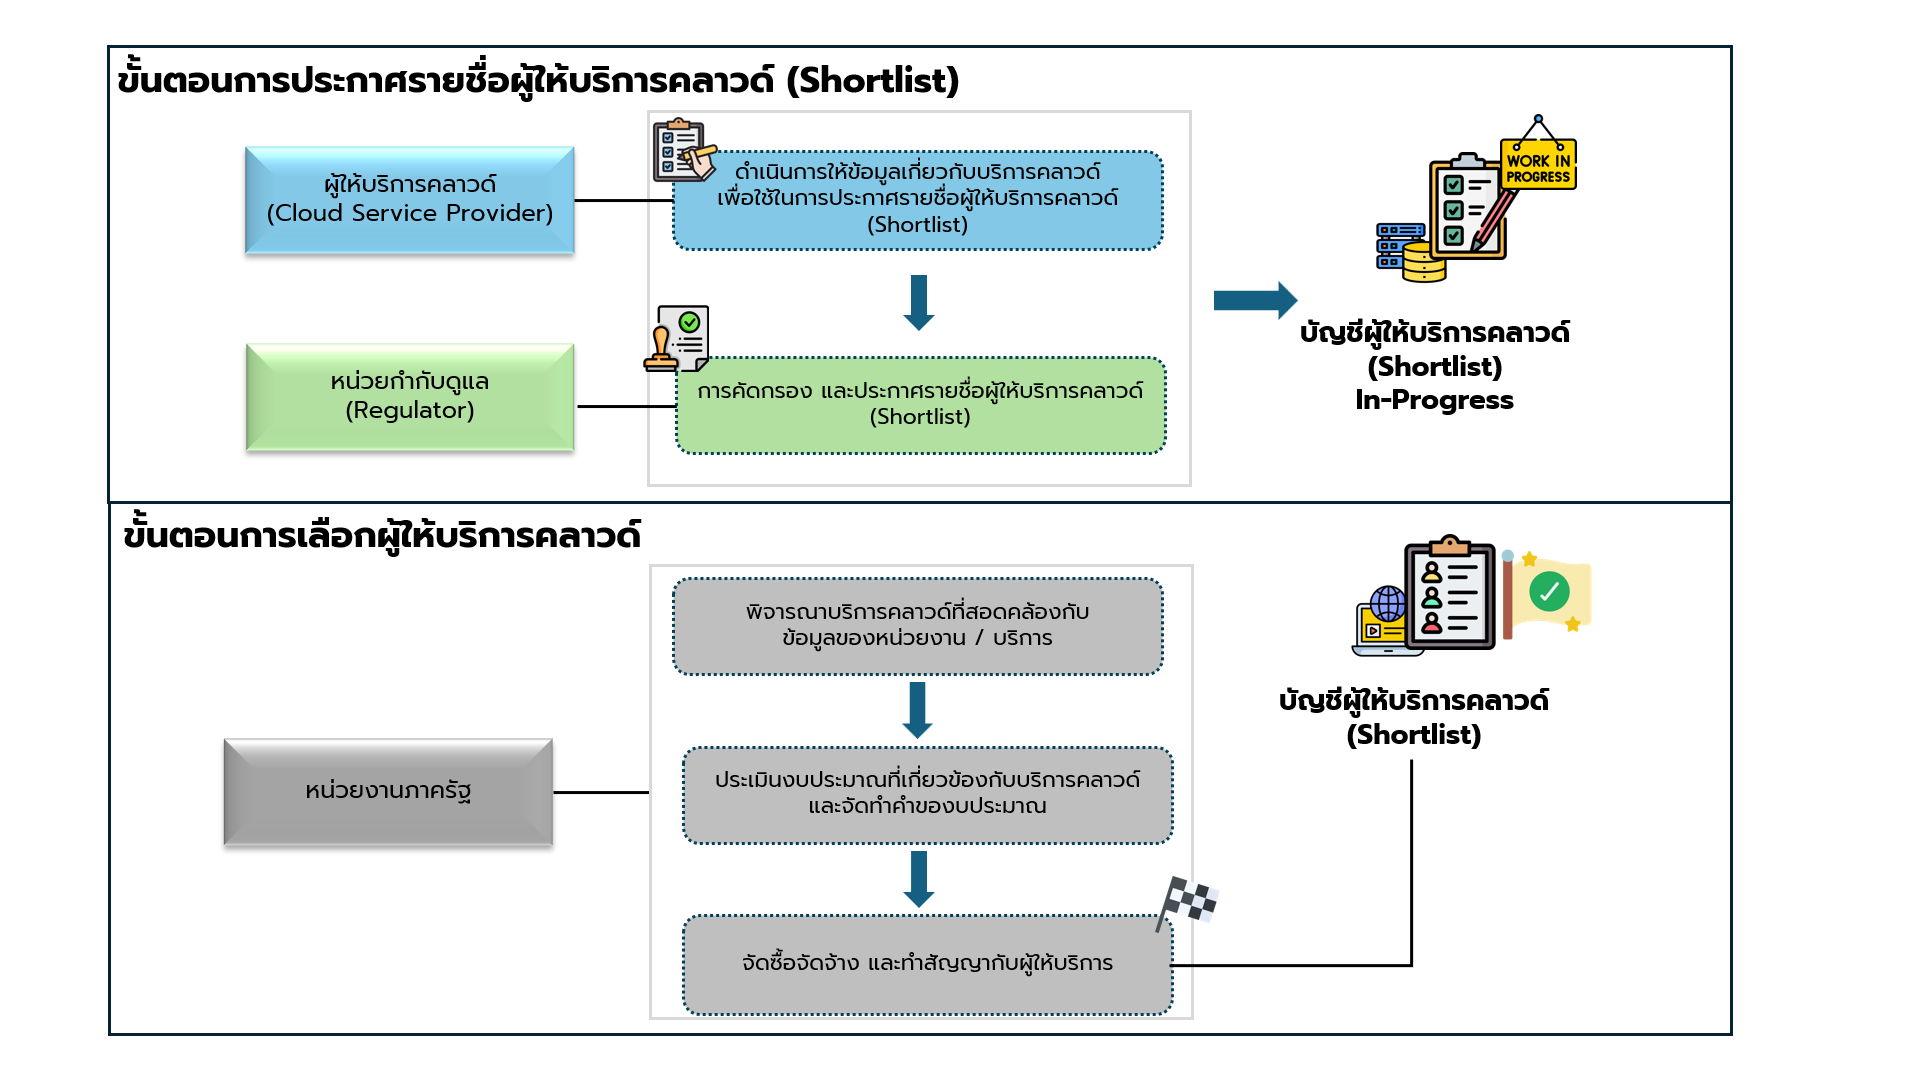 ขั้นตอนการประกาศรายชื่อผู้ให้บริการคลาวด์ (Shortlist)
ผู้ให้บริการคลาวด์
(Cloud Service Provider)
ดำเนินการให้ข้อมูลเกี่ยวกับบริการคลาวด์
เพื่อใช้ในการประกาศรายชื่อผู้ให้บริการคลาวด์
(Shortlist)
WORK IN
PROGRESS
หน่วยกำกับดูแล
(Regulator)
การคัดกรอง และประกาศรายชื่อผู้ให้บริการคลาวด์
(Shortlist)
บัญชีผู้ให้บริการคลาวด์
(Shortlist)
In-Progress
ขั้นตอนการเลือกผู้ให้บริการคลาวด์
หน่วยงานภาครัฐ
พิจารณาบริการคลาวด์ที่สอดคล้องกับ
ข้อมูลของหน่วยงาน / บริการ
ประเมินงบประมาณที่เกี่ยวข้องกับบริการคลาวด์
และจัดทำคำของบประมาณ
จัดซื้อจัดจ้าง และทำสัญญากับผู้ให้บริการ
บัญชีผู้ให้บริการคลาวด์
(Shortlist)